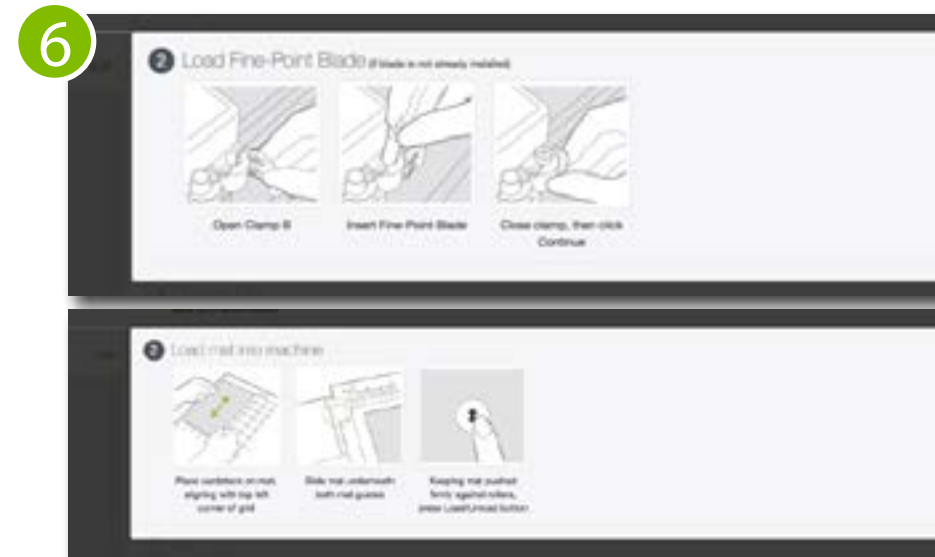 6
2 Load Fine-Point Blade (if blade is not already installed)
Open Clamp B
Insert Fine-Point Blade
Close clamp, then click
Continue
2 Load mat into machine
Place cardstock on mat,
aligning with top left
corner of grid
Slide mat underneath
both mat guides
Keeping mat pushed
firmly against rollers,
press Load/Unload button